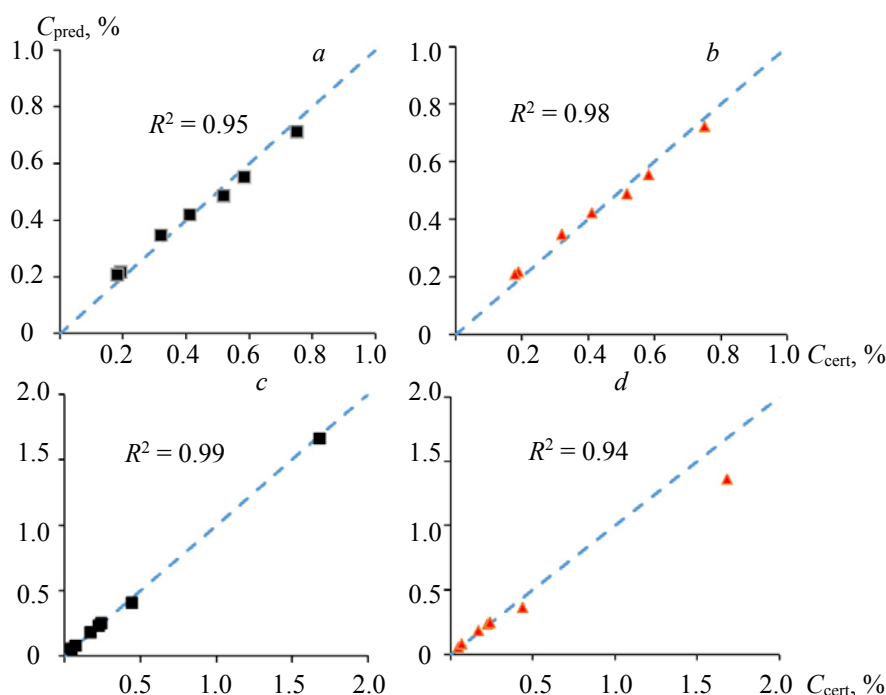 C_pred, %
1.0 a 1.0 b
0.8 0.8
R² = 0.95 R² = 0.98
0.6 0.6
0.4 0.4
0.2 0.2
0 0
0.2 0.4 0.6 0.8 1.0 0.2 0.4 0.6 0.8 1.0 C_cert, %
2.0 c 2.0 d
R² = 0.99 R² = 0.94
1.5 1.5
1.0 1.0
0.5 0.5
0 0
0.5 1.0 1.5 2.0 0.5 1.0 1.5 2.0 C_cert, %